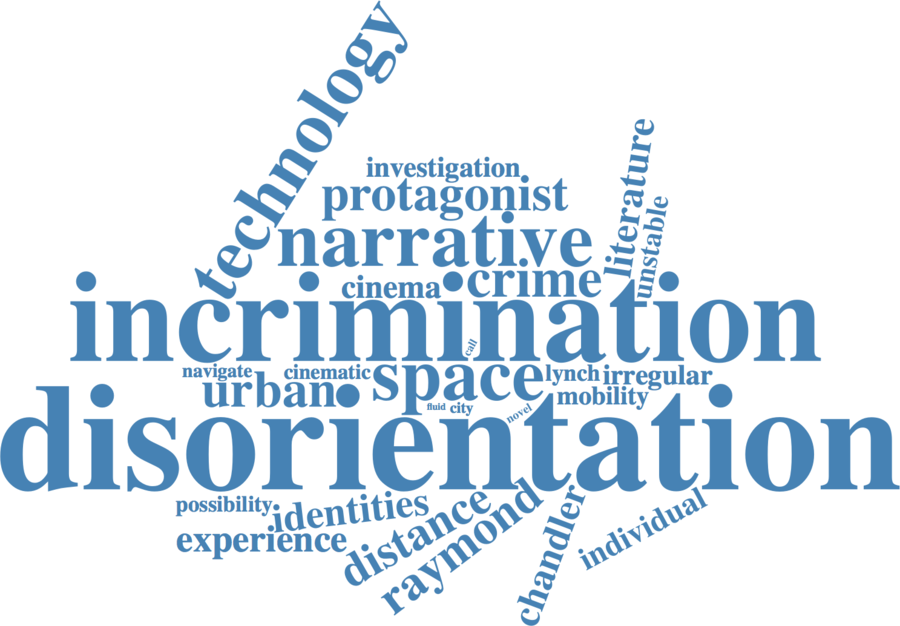 technology
investigation
protagonist
literature
unstable
narrative
cinema
crime
incrimination
call
navigate
cinematic
space
lynch
irregular
urban
mobility
fluid
city
novel
disorientation
possibility
identities
distance
raymond
chandler
individual
experience